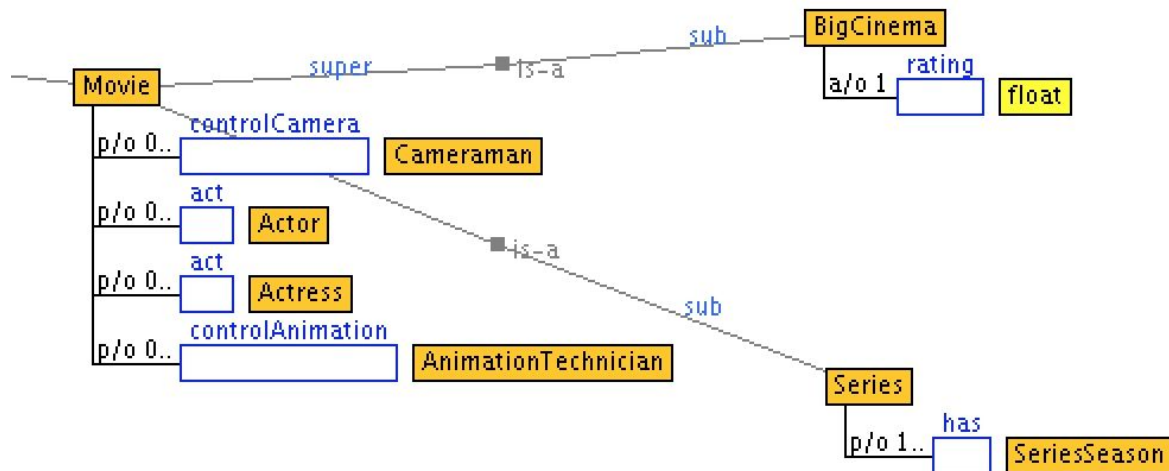 BigCinema
sub
is-a
super
rating
a/o 1
float
Movie
controlCamera
p/o 0..
Cameraman
act
p/o 0..
Actor
is-a
act
p/o 0..
Actress
sub
controlAnimation
p/o 0..
AnimationTechnician
Series
has
p/o 1..
SeriesSeason